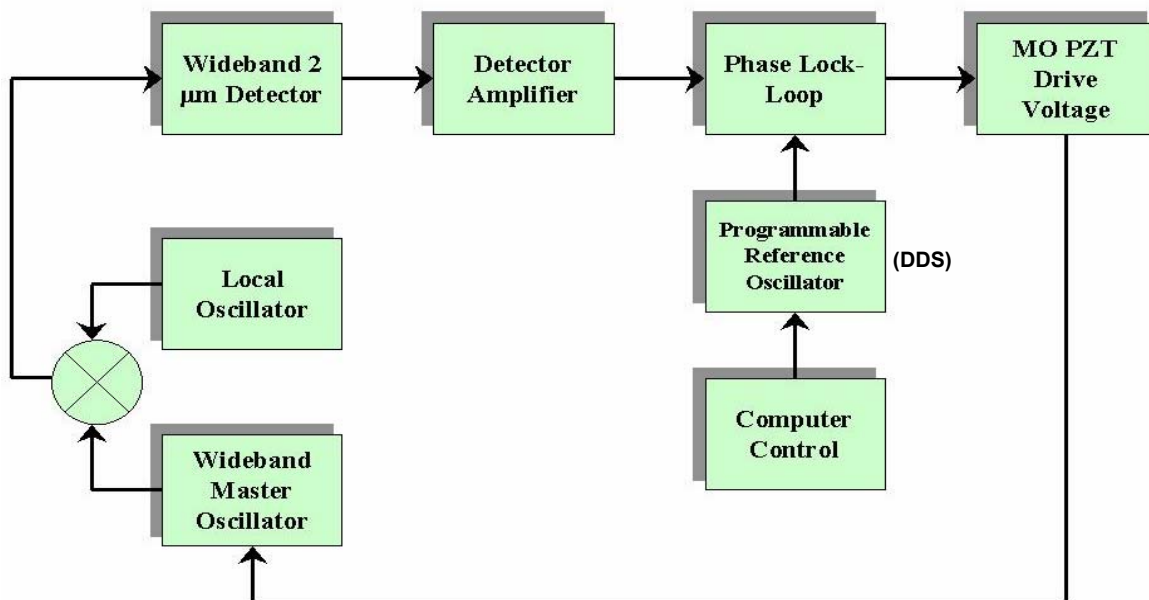 Wideband 2
µm Detector
Detector
Amplifier
Phase Lock-
Loop
MO PZT
Drive
Voltage
Programmable
Reference
Oscillator
(DDS)
Local
Oscillator
Computer
Control
Wideband
Master
Oscillator